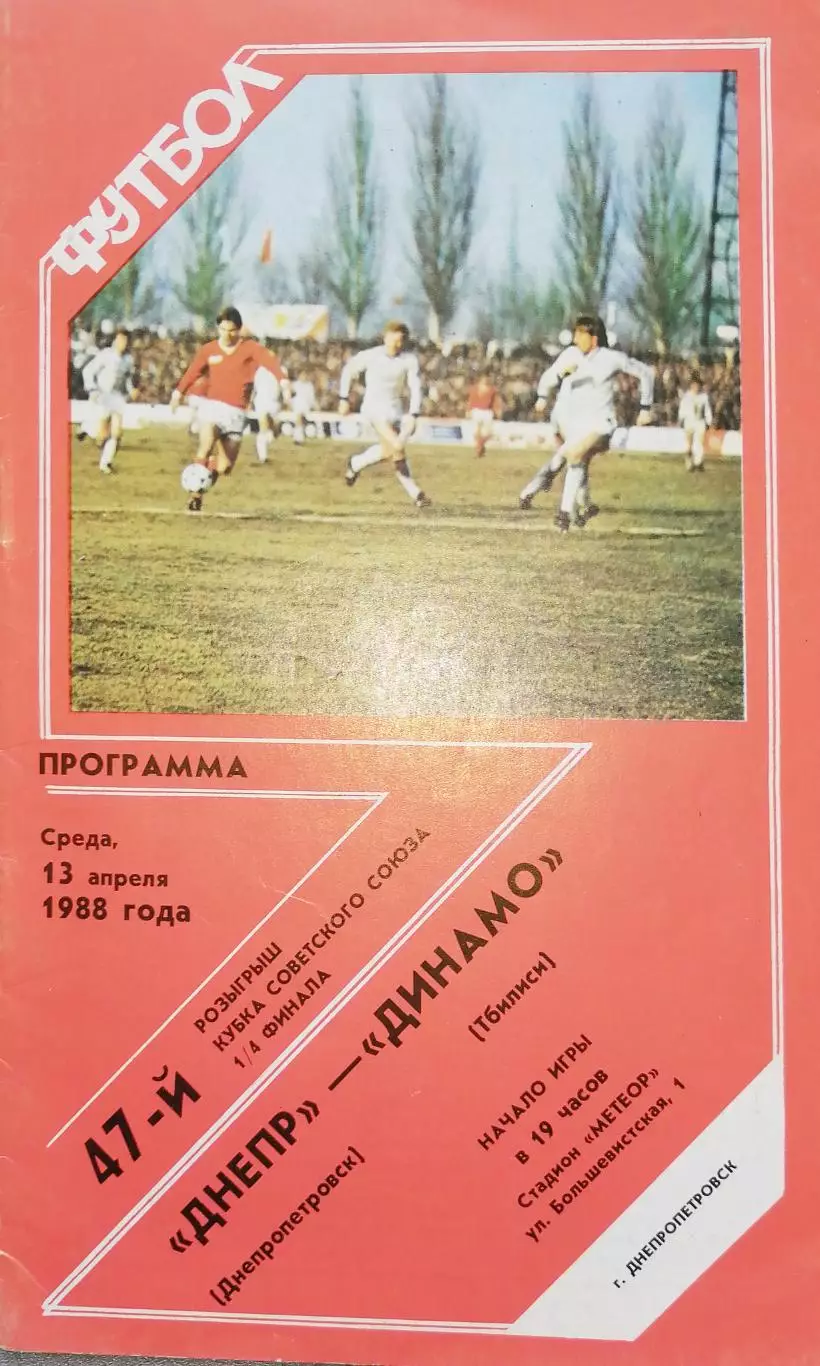 ФУТБОЛ
ПРОГРАММА
Среда,
13 апреля
1988 года
47-й
РОЗЫГРЫШ
КУБКА СОВЕТСКОГО СОЮЗА
1/4 ФИНАЛА
«ДНЕПР» — «ДИНАМО»
(Днепропетровск)
(Тбилиси)
НАЧАЛО ИГРЫ
в 19 часов
Стадион «МЕТЕОР»
ул. Большевистская, 1
г. ДНЕПРОПЕТРОВСК